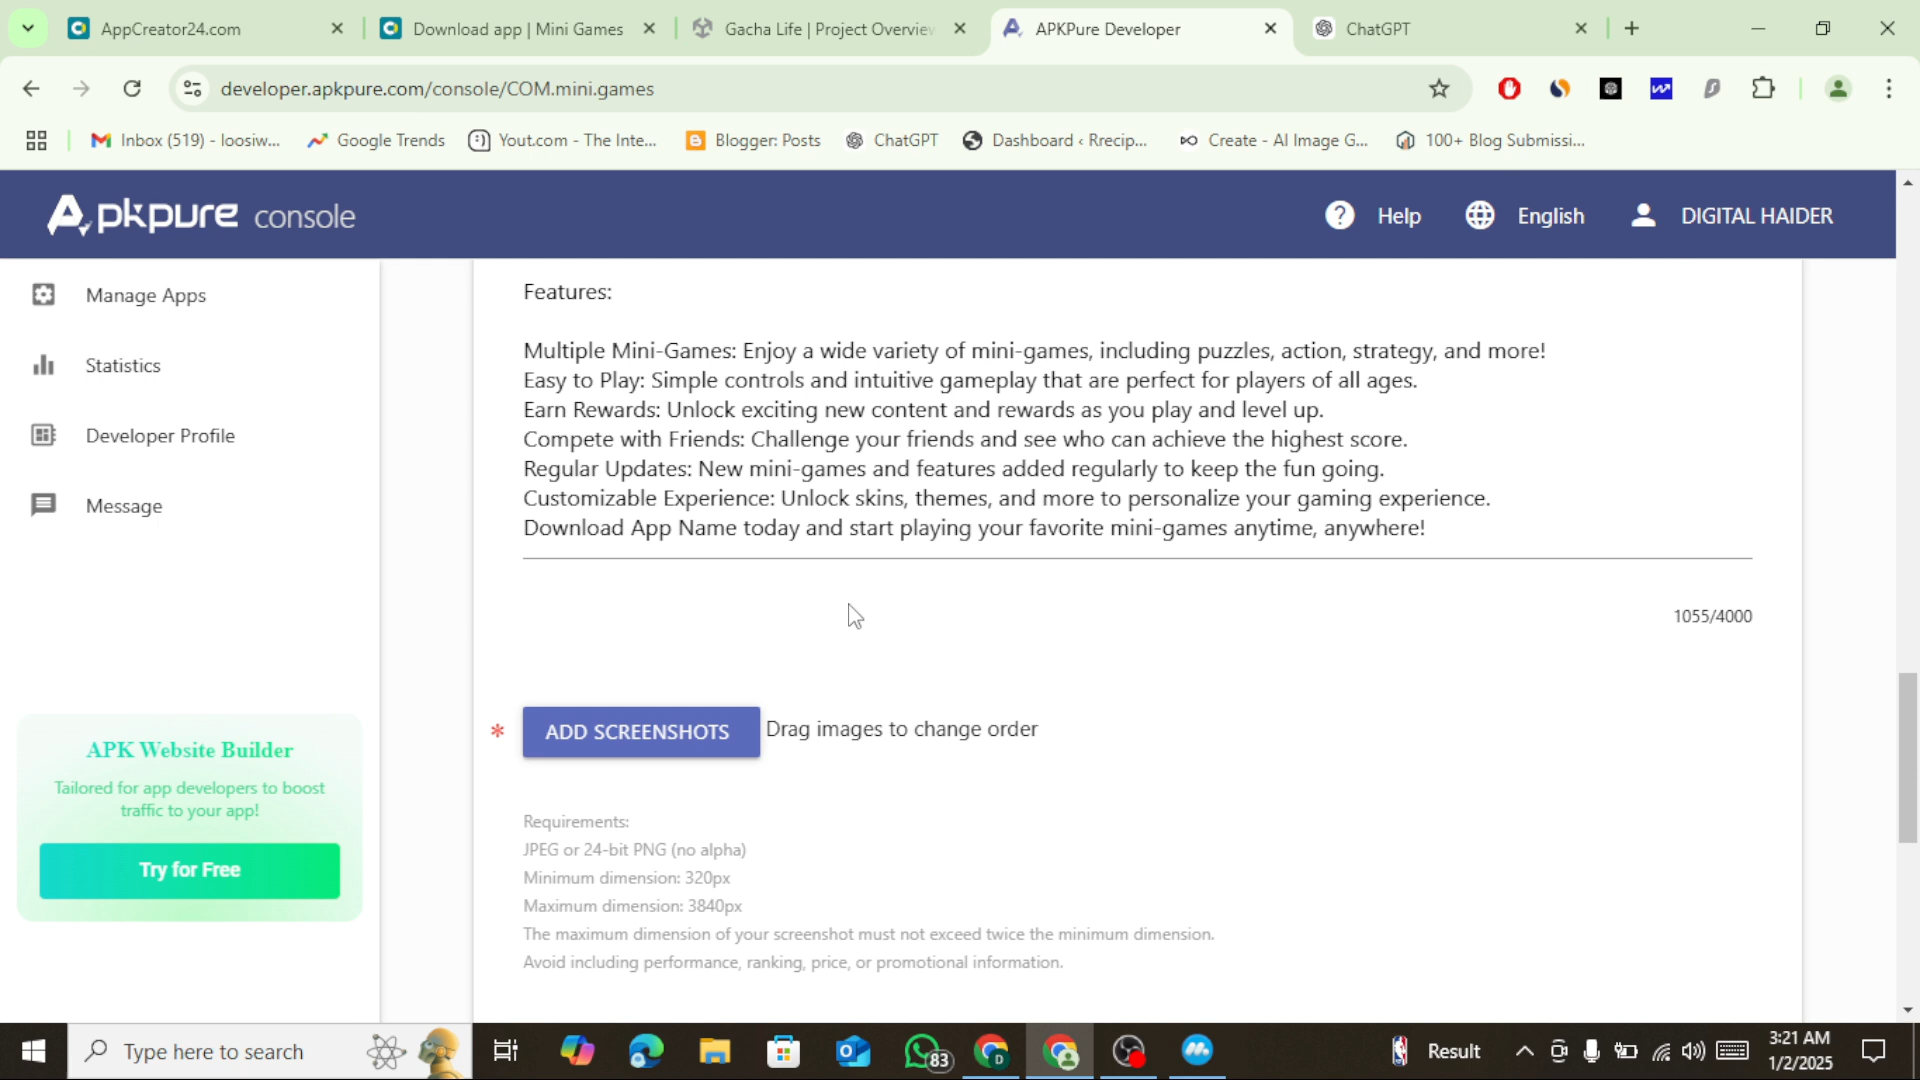 AppCreator24.com
Download app | Mini Games
Gacha Life | Project Overview
APKPure Developer
ChatGPT
developer.apkpure.com/console/COM.mini.games
Inbox (519) - loosiw...
Google Trends
Yout.com - The Inte...
Blogger: Posts
ChatGPT
Dashboard ‹ Rrecip...
Create - AI Image G...
100+ Blog Submissi...
Apkpure console
Help
English
DIGITAL HAIDER
Manage Apps
Statistics
Developer Profile
Message
APK Website Builder
Tailored for app developers to boost
traffic to your app!
Try for Free
Features:
Multiple Mini-Games: Enjoy a wide variety of mini-games, including puzzles, action, strategy, and more!
Easy to Play: Simple controls and intuitive gameplay that are perfect for players of all ages.
Earn Rewards: Unlock exciting new content and rewards as you play and level up.
Compete with Friends: Challenge your friends and see who can achieve the highest score.
Regular Updates: New mini-games and features added regularly to keep the fun going.
Customizable Experience: Unlock skins, themes, and more to personalize your gaming experience.
Download App Name today and start playing your favorite mini-games anytime, anywhere!
1055/4000
* ADD SCREENSHOTS Drag images to change order
Requirements:
JPEG or 24-bit PNG (no alpha)
Minimum dimension: 320px
Maximum dimension: 3840px
The maximum dimension of your screenshot must not exceed twice the minimum dimension.
Avoid including performance, ranking, price, or promotional information.
Type here to search
83
Result
3:21 AM
1/2/2025